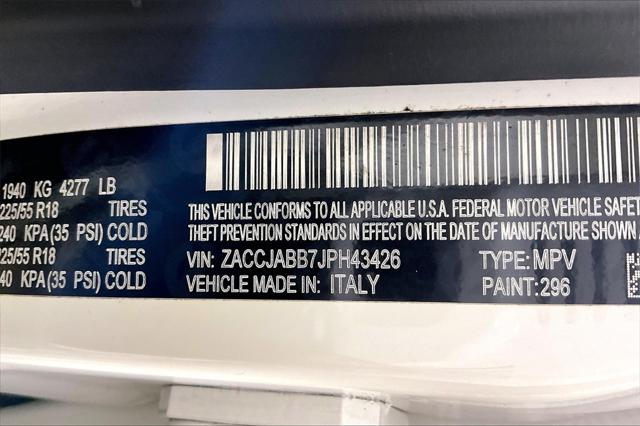 1940 KG 4277 LB
225/55 R18 TIRES
240 KPA(35 PSI) COLD
225/55 R18 TIRES
240 KPA(35 PSI) COLD
THIS VEHICLE CONFORMS TO ALL APPLICABLE U.S.A. FEDERAL MOTOR VEHICLE SAFETY
THEFT PREVENTION STANDARDS IN EFFECT ON THE DATE OF MANUFACTURE SHOWN
VIN: ZACCJABB7JPH43426 TYPE: MPV
VEHICLE MADE IN: ITALY PAINT: 296